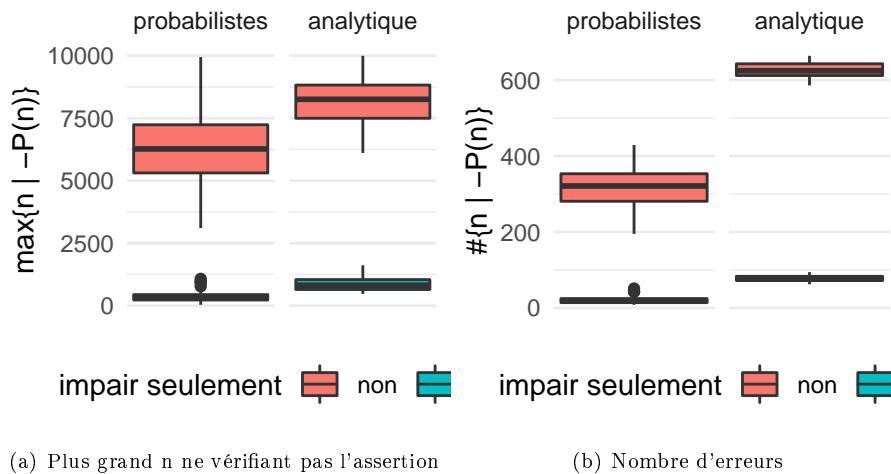 probabilistes analytique
max{n | −P(n)}
10000
7500
5000
2500
0
impair seulement non
(a) Plus grand n ne vérifiant pas l'assertion
probabilistes analytique
#{n | −P(n)}
600
400
200
0
impair seulement non
(b) Nombre d'erreurs